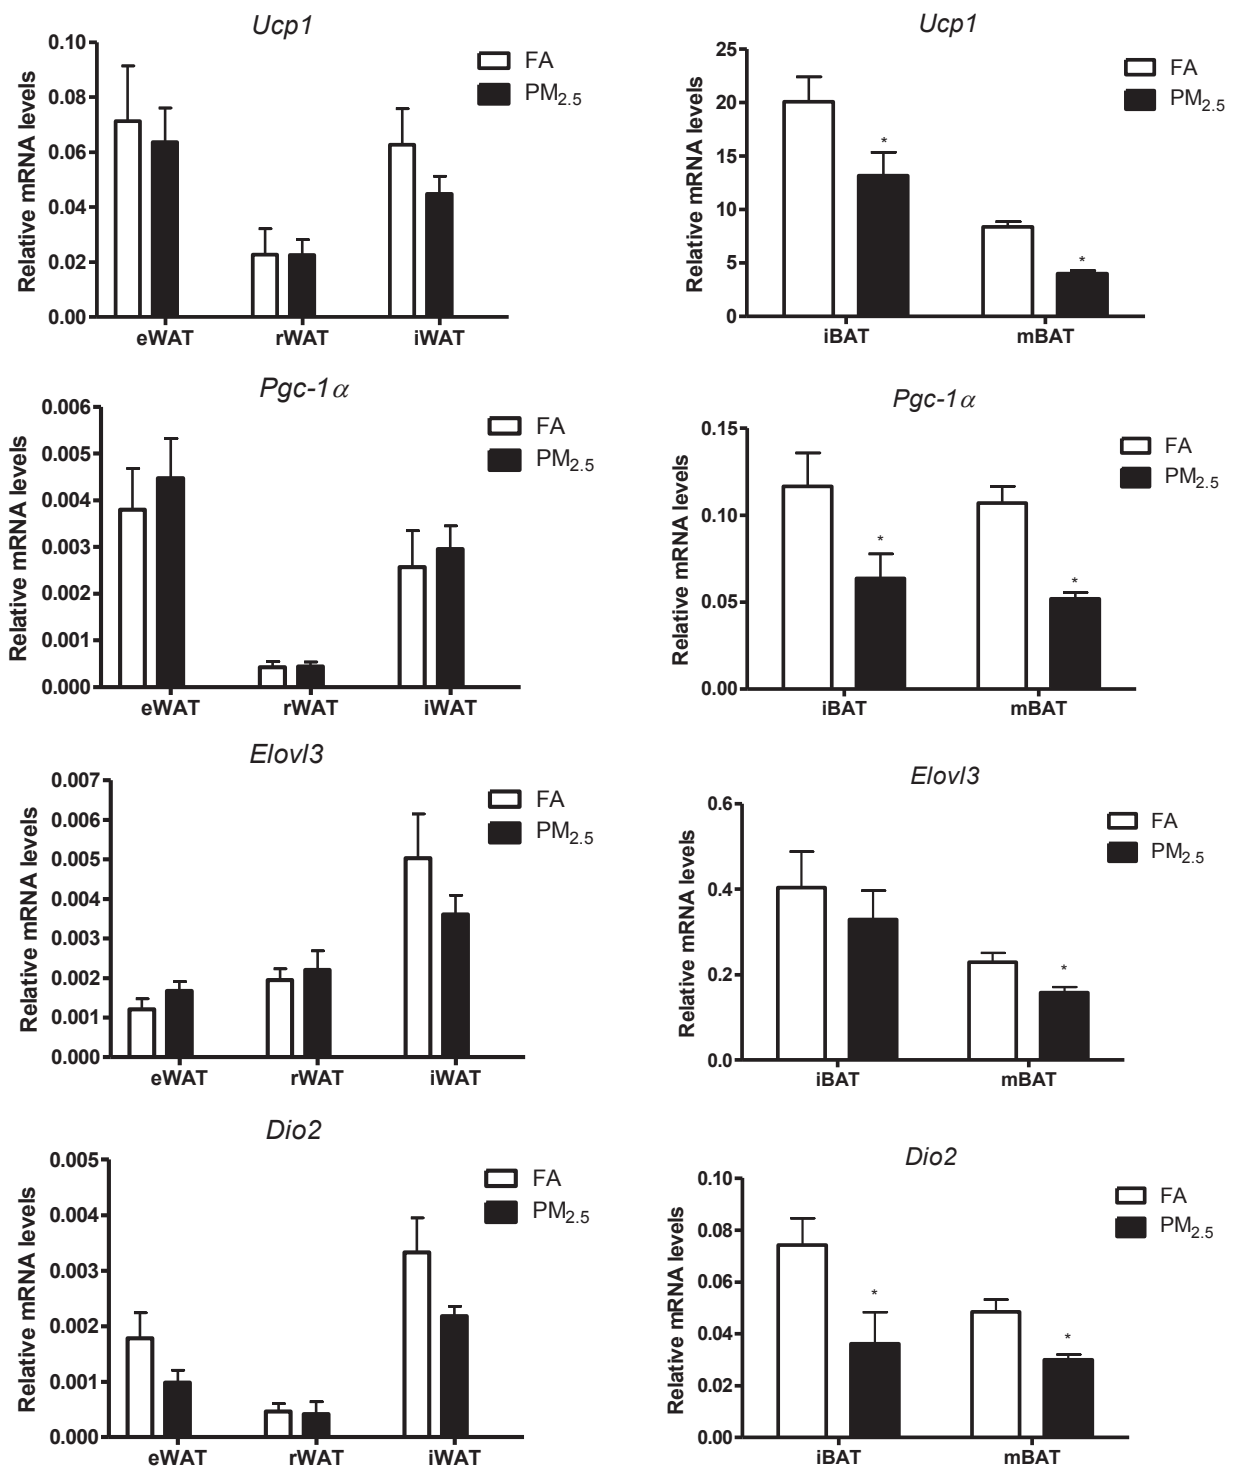 Ucp1
0.10
0.08
0.06
0.04
0.02
0.00
Relative mRNA levels
FA
PM2.5
eWAT rWAT iWAT
Ucp1
25
20
15
10
5
0
Relative mRNA levels
FA
PM2.5
*
*
iBAT mBAT
Pgc-1α
0.006
0.005
0.004
0.003
0.002
0.001
0.000
Relative mRNA levels
FA
PM2.5
eWAT rWAT iWAT
Pgc-1α
0.15
0.10
0.05
0.00
Relative mRNA levels
FA
PM2.5
*
*
iBAT mBAT
Elovl3
0.007
0.006
0.005
0.004
0.003
0.002
0.001
0.000
Relative mRNA levels
FA
PM2.5
eWAT rWAT iWAT
Elovl3
0.6
0.4
0.2
0.0
Relative mRNA levels
FA
PM2.5
*
iBAT mBAT
Dio2
0.005
0.004
0.003
0.002
0.001
0.000
Relative mRNA levels
FA
PM2.5
eWAT rWAT iWAT
Dio2
0.10
0.08
0.06
0.04
0.02
0.00
Relative mRNA levels
FA
PM2.5
*
*
iBAT mBAT